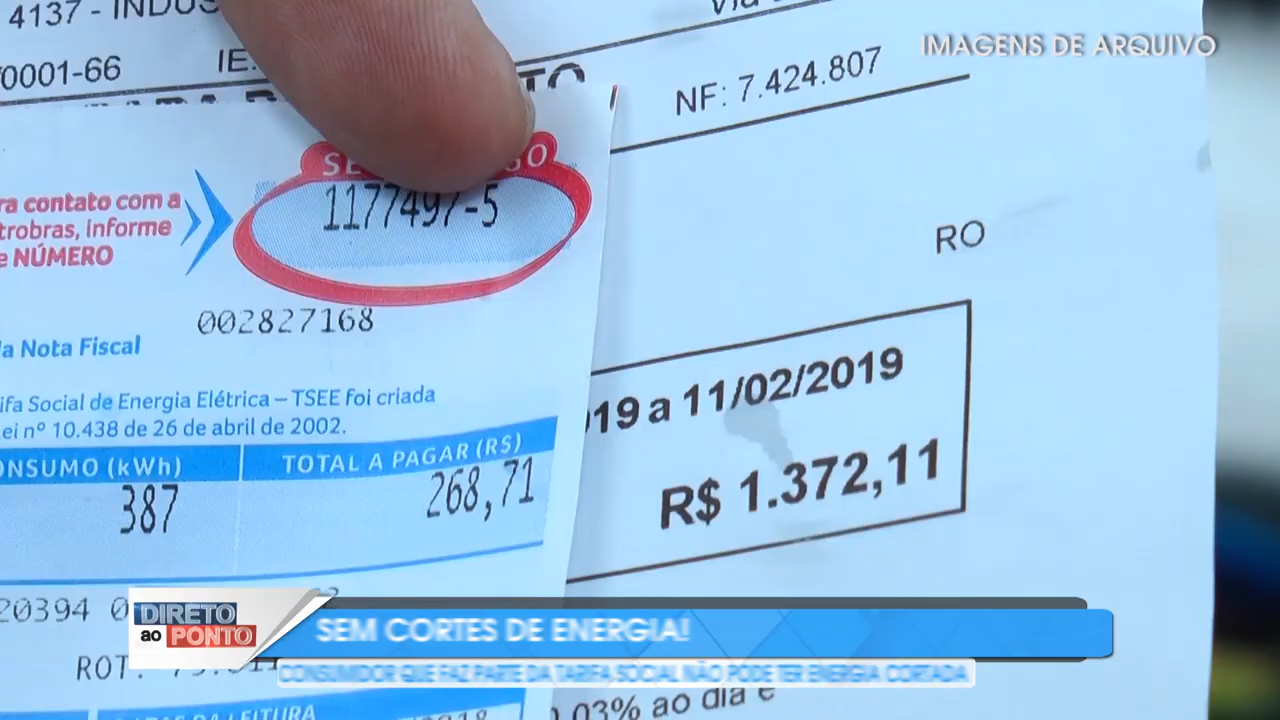 4137 - INDUS
IMAGENS DE ARQUIVO
0001-66
IE.
NF: 7.424.807
1177497-5
ra contato com a
trobras, informe
e NÚMERO
RO
002827168
a Nota Fiscal
ifa Social de Energia Elétrica – TSEE foi criada
ei nº 10.438 de 26 de abril de 2002.
19 a 11/02/2019
ONSUMO (kWh)
TOTAL A PAGAR (R$)
387
268,71
R$ 1.372,11
20394 0
DIRETO
ao PONTO
SEM CORTES DE ENERGIA!
CONSUMIDOR QUE FAZ PARTE DA TARIFA SOCIAL NÃO PODE TER ENERGIA CORTADA
ROT.
0,03% ao dia e